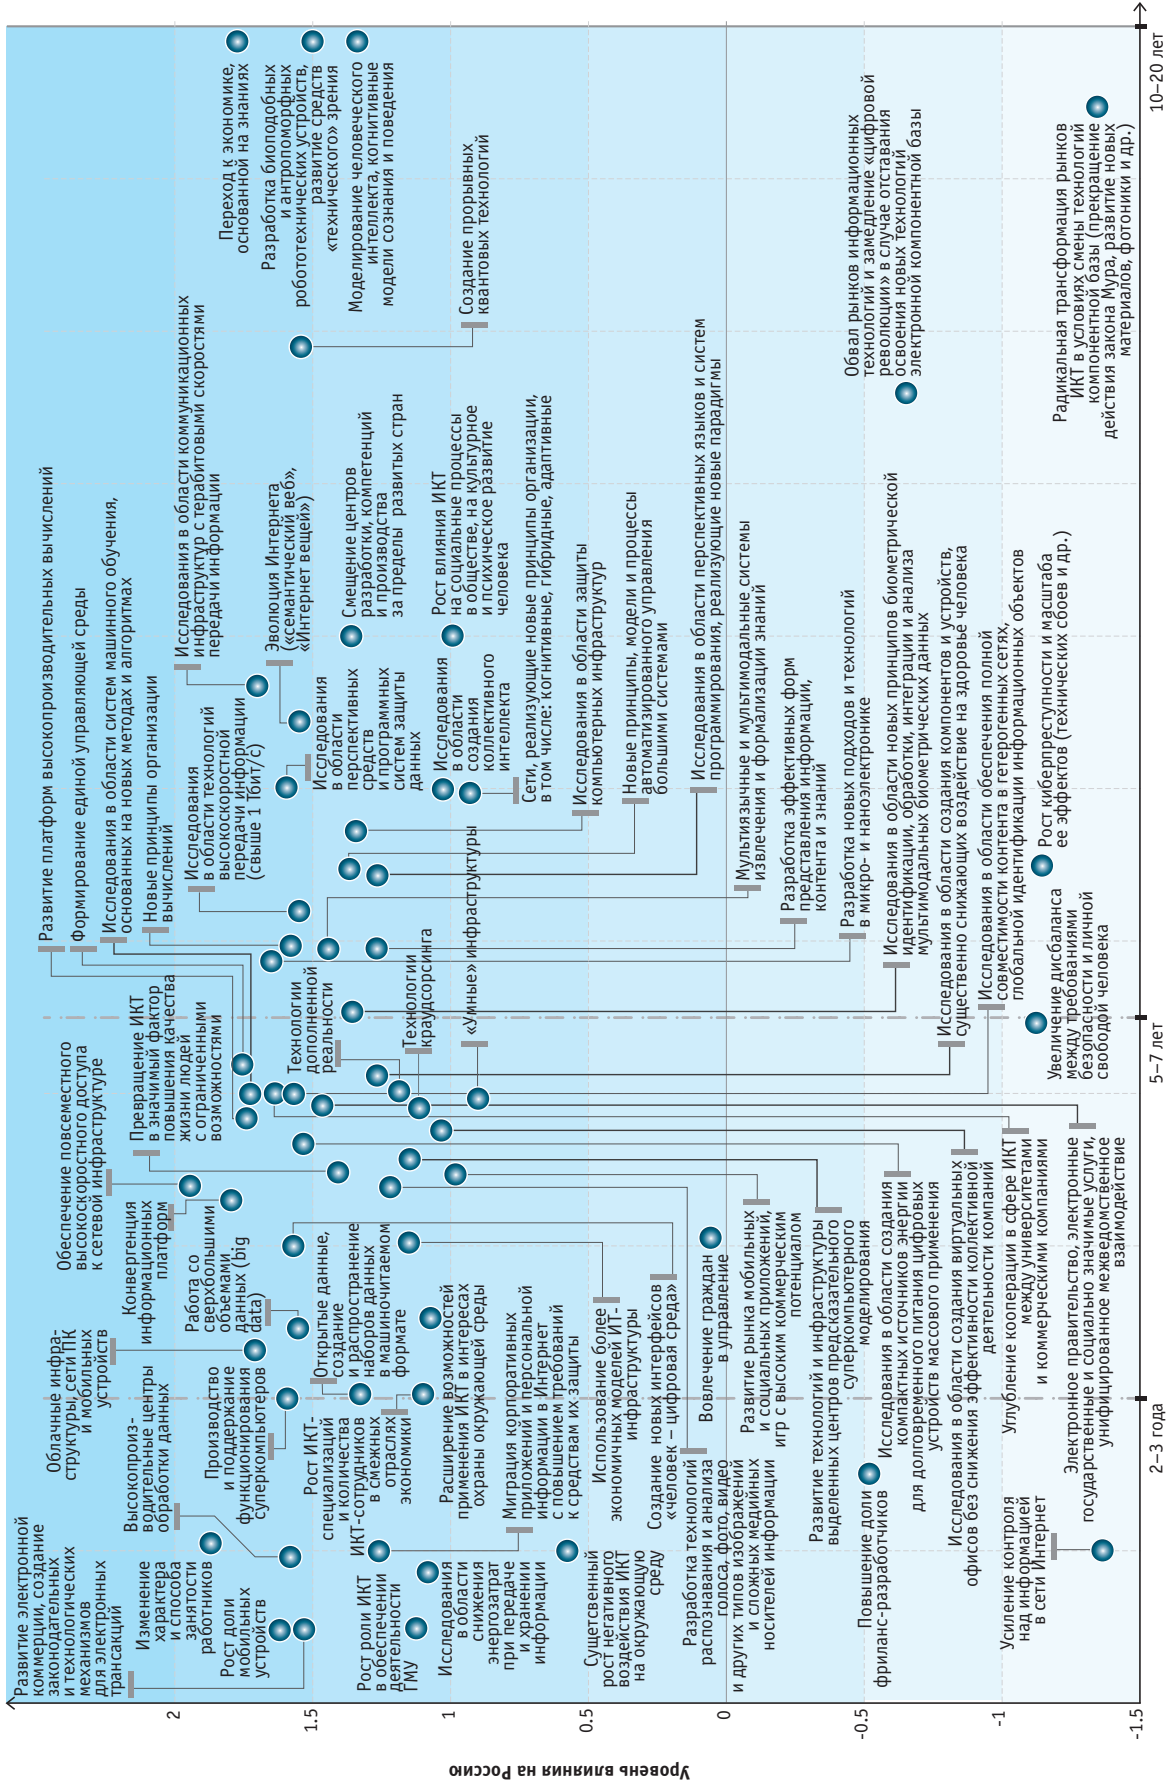 Развитие электронной
коммерции, создание
законодательных
и технологических
механизмов
для электронных
трансакций
Изменение
характера
и способа
занятости
работников
Рост доли
мобильных
устройств
Рост роли ИКТ
в обеспечении
деятельности
ГМУ
Исследования
в области
снижения
энергозатрат
при передаче
и хранении
информации
Сущетсвенный
рост негативного
воздействия ИКТ
на окружающую
среду
Облачные инфра-
структуры, сети ПК
и мобильных
устройств
Высокопроиз-
водительные центры
обработки данных
Производство
и поддержание
функционирования
суперкомпьютеров
Рост ИКТ-
специализаций
и количества
ИКТ-сотрудников
в смежных
отраслях
экономики
Расширение возможностей
применения ИКТ в интересах
охраны окружающей среды
Миграция корпоративных
приложений и персональной
информации в Интернет
с повышением требований
к средствам их защиты
Использование более
экономичных моделей ИТ-
инфраструктуры
Создание новых интерфейсов
«человек – цифровая среда»
Разработка технологий
распознавания и анализа
голоса, фото, видео
и других типов изображений
и сложных медийных
носителей информации
Повышение доли
фриланс-разработчиков
Усиление контроля
над информацией
в сети Интернет
Обеспечение повсеместного
высокоскоростного доступа
к сетевой инфраструктуре
Конвергенция
информационных
платформ
Работа со
сверхбольшими
объемами
данных (big
data)
Открытые данные,
создание
и распространение
наборов данных
в машиночитаемом
формате
Вовлечение граждан
в управление
Развитие рынка мобильных
и социальных приложений,
игр с высоким коммерческим
потенциалом
Развитие технологий и инфраструктуры
выделенных центров предсказательного
суперкомпьютерного
моделирования
Исследования в области создания
компактных источников энергии
для долговременного питания цифровых
устройств массового применения
Исследования в области создания виртуальных
офисов без снижения эффективности коллективной
деятельности компаний
Углубление кооперации в сфере ИКТ
между университетами
и коммерческими компаниями
Электронное правительство, электронные
государственные и социально значимые услуги,
унифицированное межведомственное
взаимодействие
Превращение ИКТ
в значимый фактор
повышения качества
жизни людей
с ограниченными
возможностями
Технологии
дополненной
реальности
Технологии
краудсорсинга
«Умные» инфраструктуры
Развитие платформ высокопроизводительных вычислений
Формирование единой управляющей среды
Исследования в области систем машинного обучения,
основанных на новых методах и алгоритмах
Новые принципы организации
вычислений
Исследования
в области технологий
высокоскоростной
передачи информации
(свыше 1 Тбит/с)
Исследования в области коммуникационных
инфраструктур с терабитовыми скоростями
передачи информации
Эволюция Интернета
(«семантический веб»,
«Интернет вещей»)
Исследования
в области
перспективных
средств
и программных
систем защиты
данных
Смещение центров
разработки, компетенций
и производства
за пределы развитых стран
Рост влияния ИКТ
на социальные процессы
в обществе, на культурное
и психическое развитие
человека
Исследования
в области
создания
коллективного
интеллекта
Сети, реализующие новые принципы организации,
в том числе: когнитивные, гибридные, адаптивные
Исследования в области защиты
компьютерных инфраструктур
Новые принципы, модели и процессы
автоматизированного управления
большими системами
Исследования в области перспективных языков и систем
программирования, реализующие новые парадигмы
Мультиязычные и мультимодальные системы
извлечения и формализации знаний
Разработка эффективных форм
представления информации,
контента и знаний
Разработка новых подходов и технологий
в микро- и наноэлектронике
Исследования в области новых принципов биометрической
идентификации, обработки, интеграции и анализа
мультимодальных биометрических данных
Исследования в области создания компонентов и устройств,
существенно снижающих воздействие на здоровье человека
Исследования в области обеспечения полной
совместимости контента в гетерогенных сетях,
глобальной идентификации информационных объектов
Увеличение дисбаланса
между требованиями
безопасности и личной
свободой человека
Рост киберпреступности и масштаба
ее эффектов (технических сбоев и др.)
Переход к экономике,
основанной на знаниях
Разработка биоподобных
и антропоморфных
робототехнических устройств,
развитие средств
«технического» зрения
Моделирование человеческого
интеллекта, когнитивные
модели сознания и поведения
Создание прорывных
квантовых технологий
Обвал рынков информационных
технологий и замедление «цифровой
революции» в случае отставания
освоения новых технологий
электронной компонентной базы
Радикальная трансформация рынков
ИКТ в условиях смены технологий
компонентной базы (прекращение
действия закона Мура, развитие новых
материалов, фотоники и др.)
2
1.5
1
0.5
0
-0.5
-1
-1.5
Уровень влияния на Россию
2–3 года
5–7 лет
10–20 лет